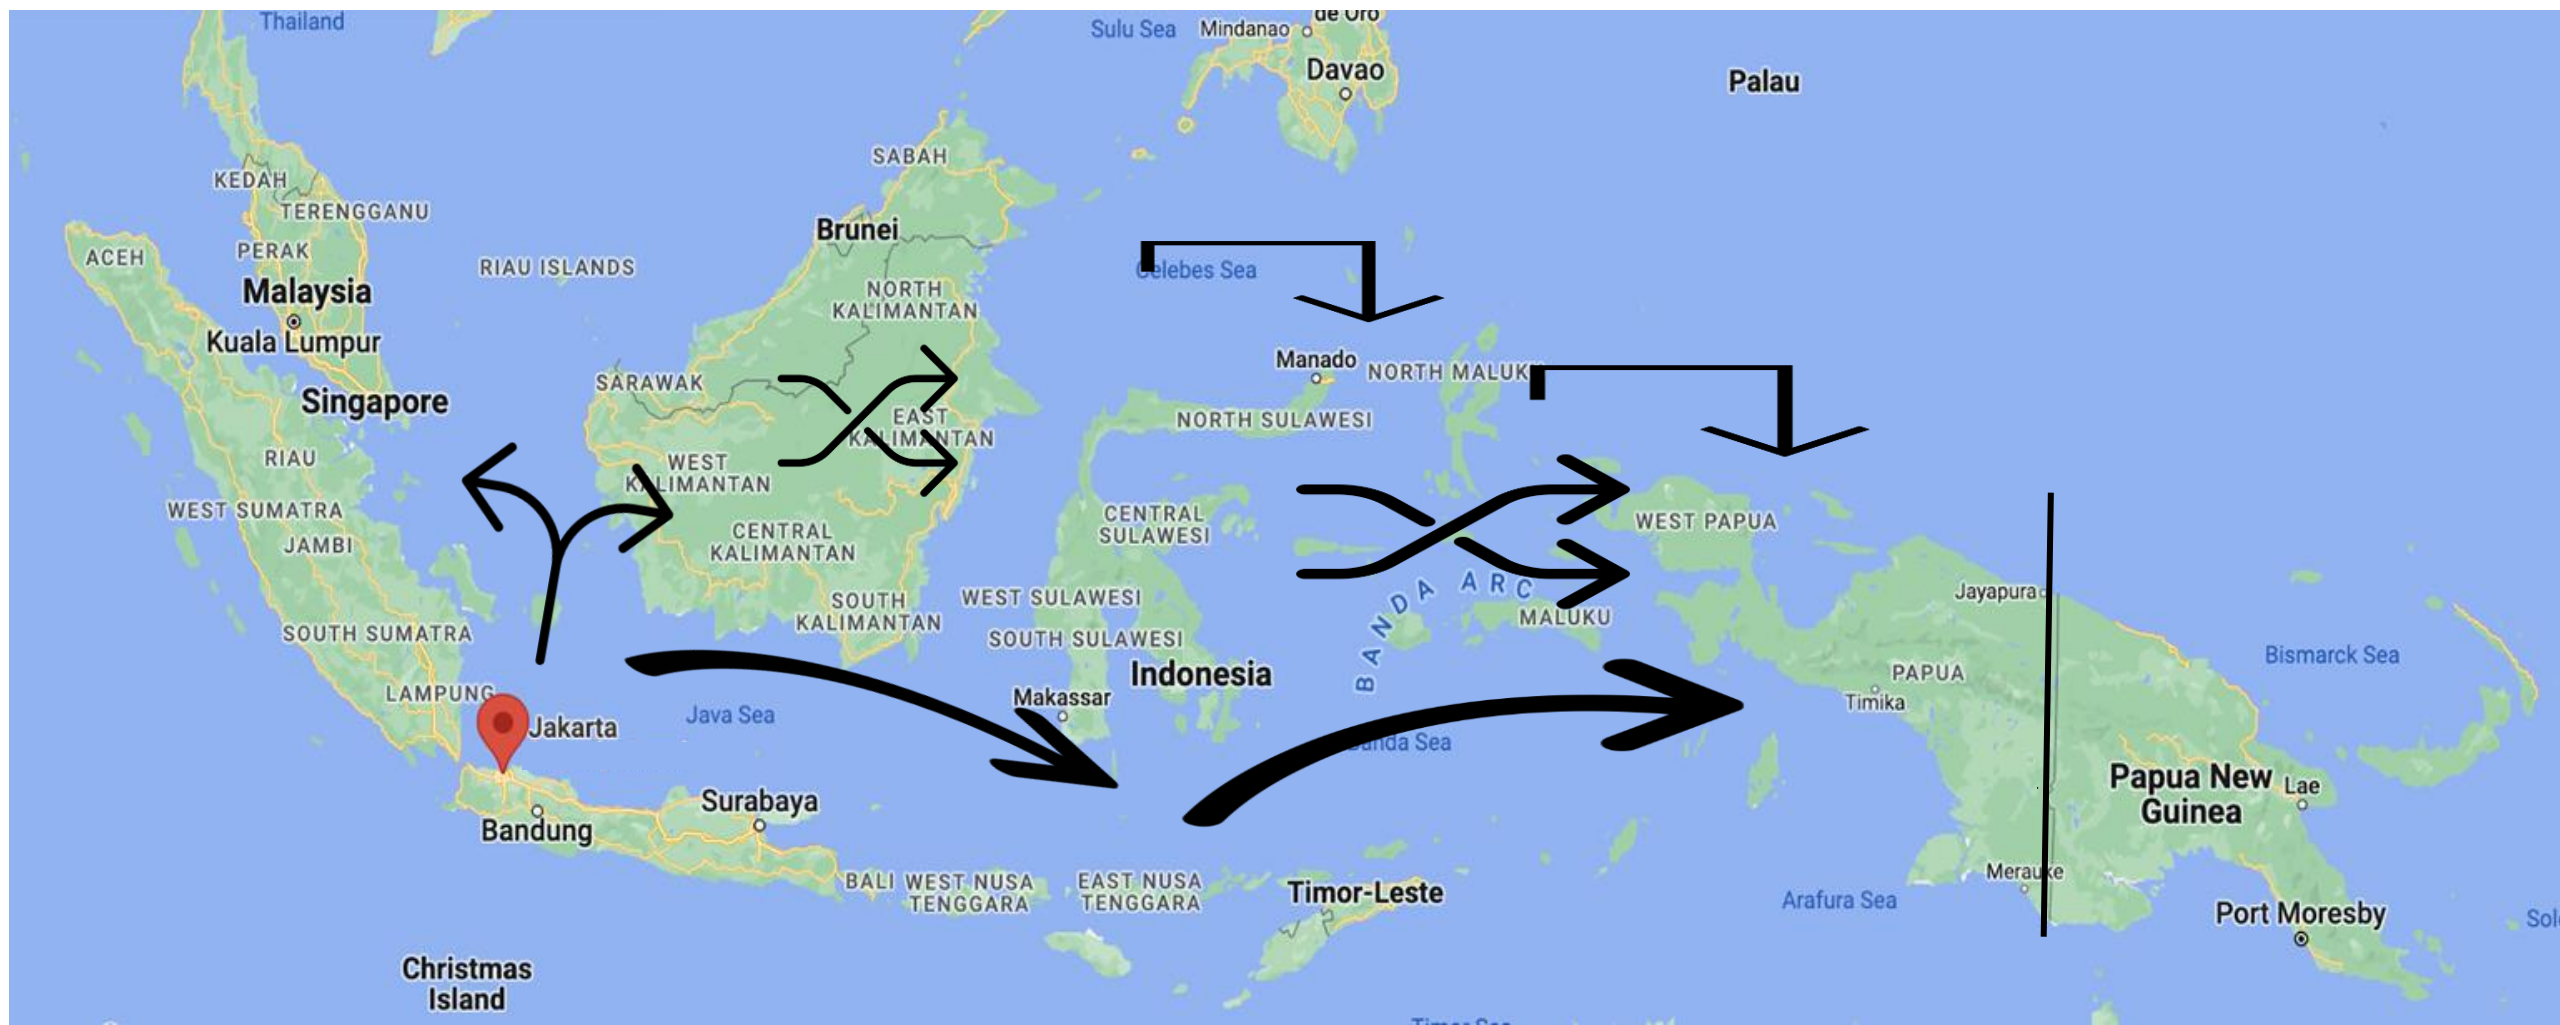 Thailand
Sulu Sea
Mindanao
de Oro
Davao
Palau
SABAH
KEDAH
TERENGGANU
Brunei
PERAK
ACEH
RIAU ISLANDS
Celebes Sea
Malaysia
NORTH
KALIMANTAN
Kuala Lumpur
Manado
NORTH MALUKU
SARAWAK
Singapore
NORTH SULAWESI
EAST
KALIMANTAN
RIAU
WEST
KALIMANTAN
WEST SUMATRA
CENTRAL
SULAWESI
WEST PAPUA
JAMBI
CENTRAL
KALIMANTAN
BANDA ARC
Jayapura
WEST SULAWESI
SOUTH
KALIMANTAN
MALUKU
SOUTH SUMATRA
SOUTH SULAWESI
Bismarck Sea
Indonesia
PAPUA
LAMPUNG
Makassar
Timika
Java Sea
Jakarta
Banda Sea
Papua New
Guinea
Lae
Surabaya
Bandung
BALI
WEST NUSA
TENGGARA
EAST NUSA
TENGGARA
Timor-Leste
Merauke
Arafura Sea
Port Moresby
Christmas
Island